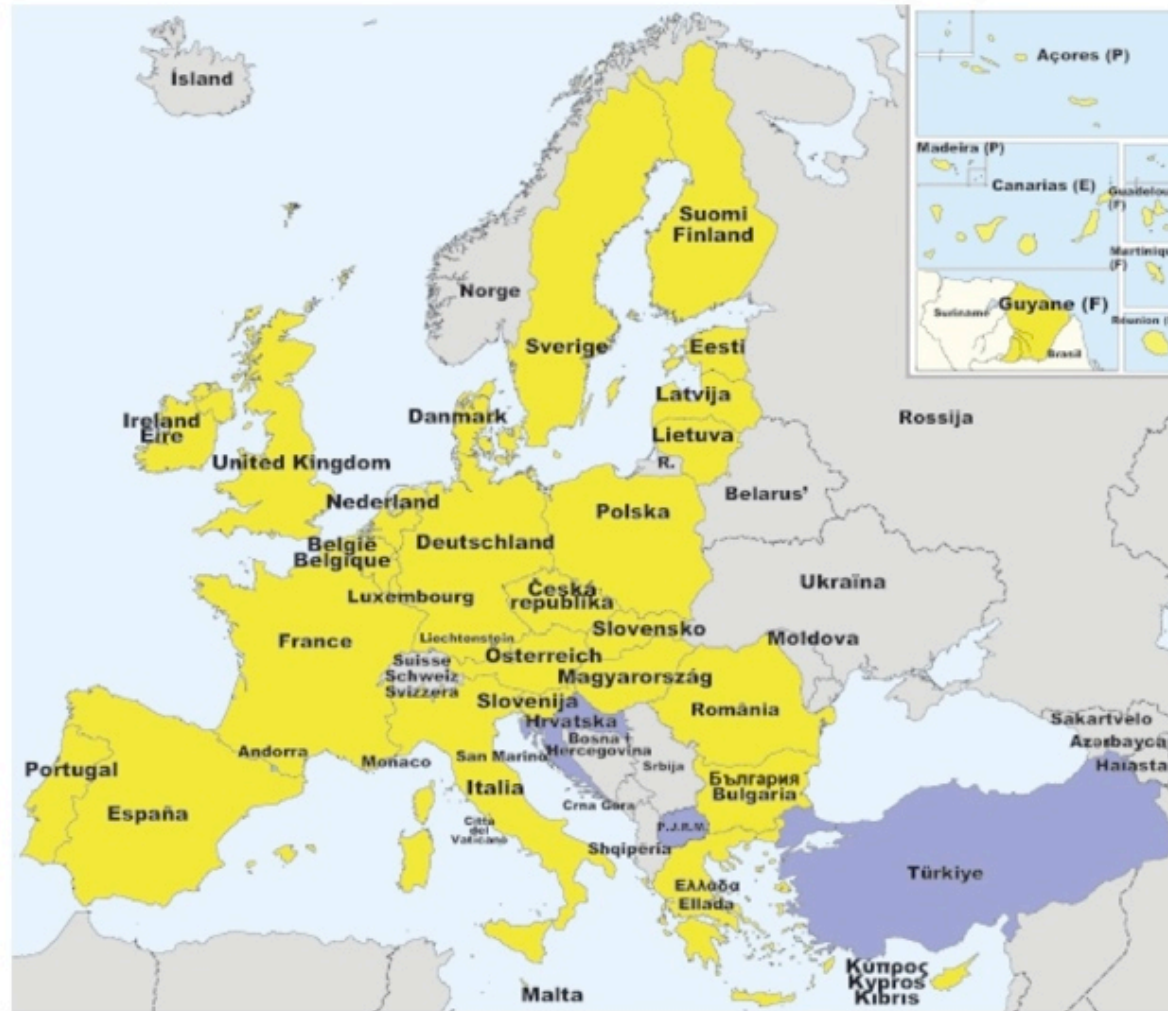 Ísland
Açores (P)
Madeira (P)
Canarias (E)
(F)
Martiniqu
(F)
Guyane (F)
Suriname
Brasil
Suomi
Finland
Norge
Sverige
Eesti
Latvija
Lietuva
R.
Rossija
Danmark
Ireland
Éire
United Kingdom
Nederland
België
Belgique
Deutschland
Polska
Belarus'
Luxembourg
Česká
republika
Ukraïna
France
Liechtenstein
Slovensko
Moldova
Suisse
Schweiz
Svizzera
Österreich
Magyarország
Slovenija
Hrvatska
România
Bosna i
Hercegovina
Srbija
Sakartvelo
Azərbayca
Haiasta
Andorra
Monaco
San Marino
Portugal
España
Italia
Città
del
Vaticano
Crna Gora
България
Bulgaria
P.J.R.M.
Shqipëria
Ελλάδα
Ellada
Türkiye
Κύπρος
Kypros
Kıbrıs
Malta